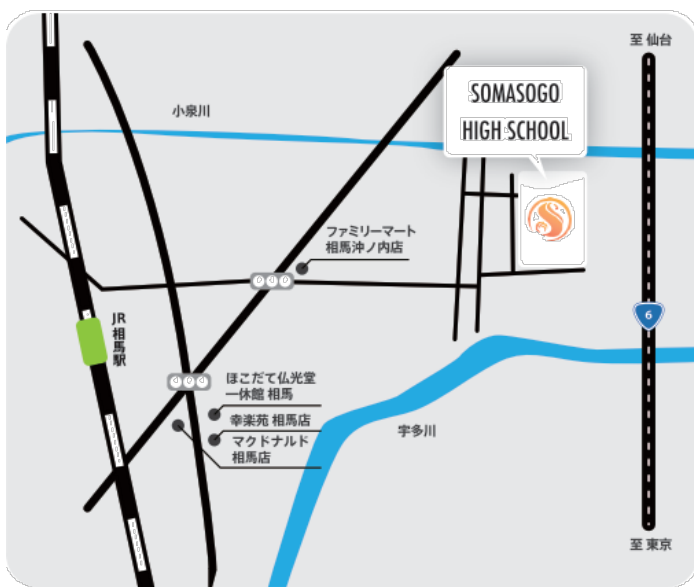 至 仙台
SOMASOGO
HIGH SCHOOL
小泉川
ファミリーマート
相馬沖ノ内店
JR
相馬駅
6
ほこだて仏光堂
一休館 相馬
幸楽苑 相馬店
マクドナルド
相馬店
宇多川
至 東京